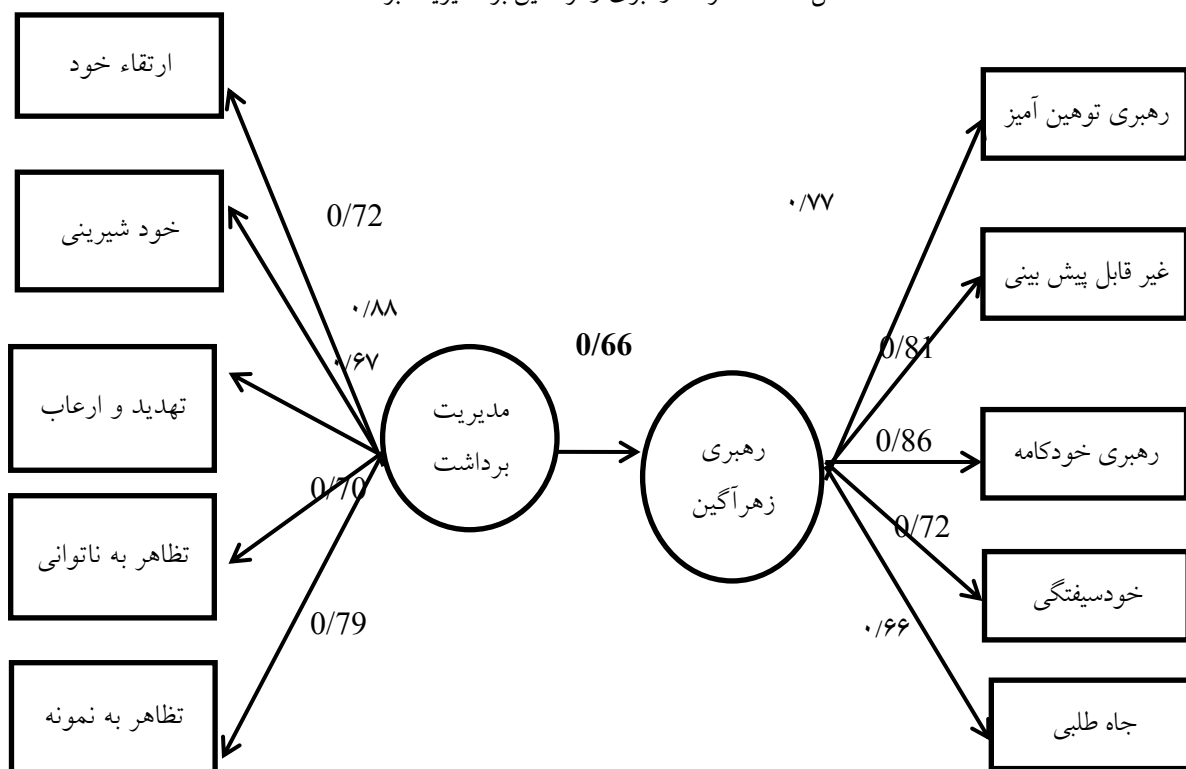 ارتقاء خود
رهبری توهین آمیز
خود شیرینی
0/72
۰/۷۷
غیر قابل پیش بینی
۰/۸۸
۰/۶۷
0/66
0/81
تهدید و ارعاب
مدیریت
برداشت
رهبری
زهرآگین
0/86
رهبری خودکامه
0/70
0/72
تظاهر به ناتوانی
خودسیفتگی
0/79
۰/۶۶
تظاهر به نمونه
جاه طلبی